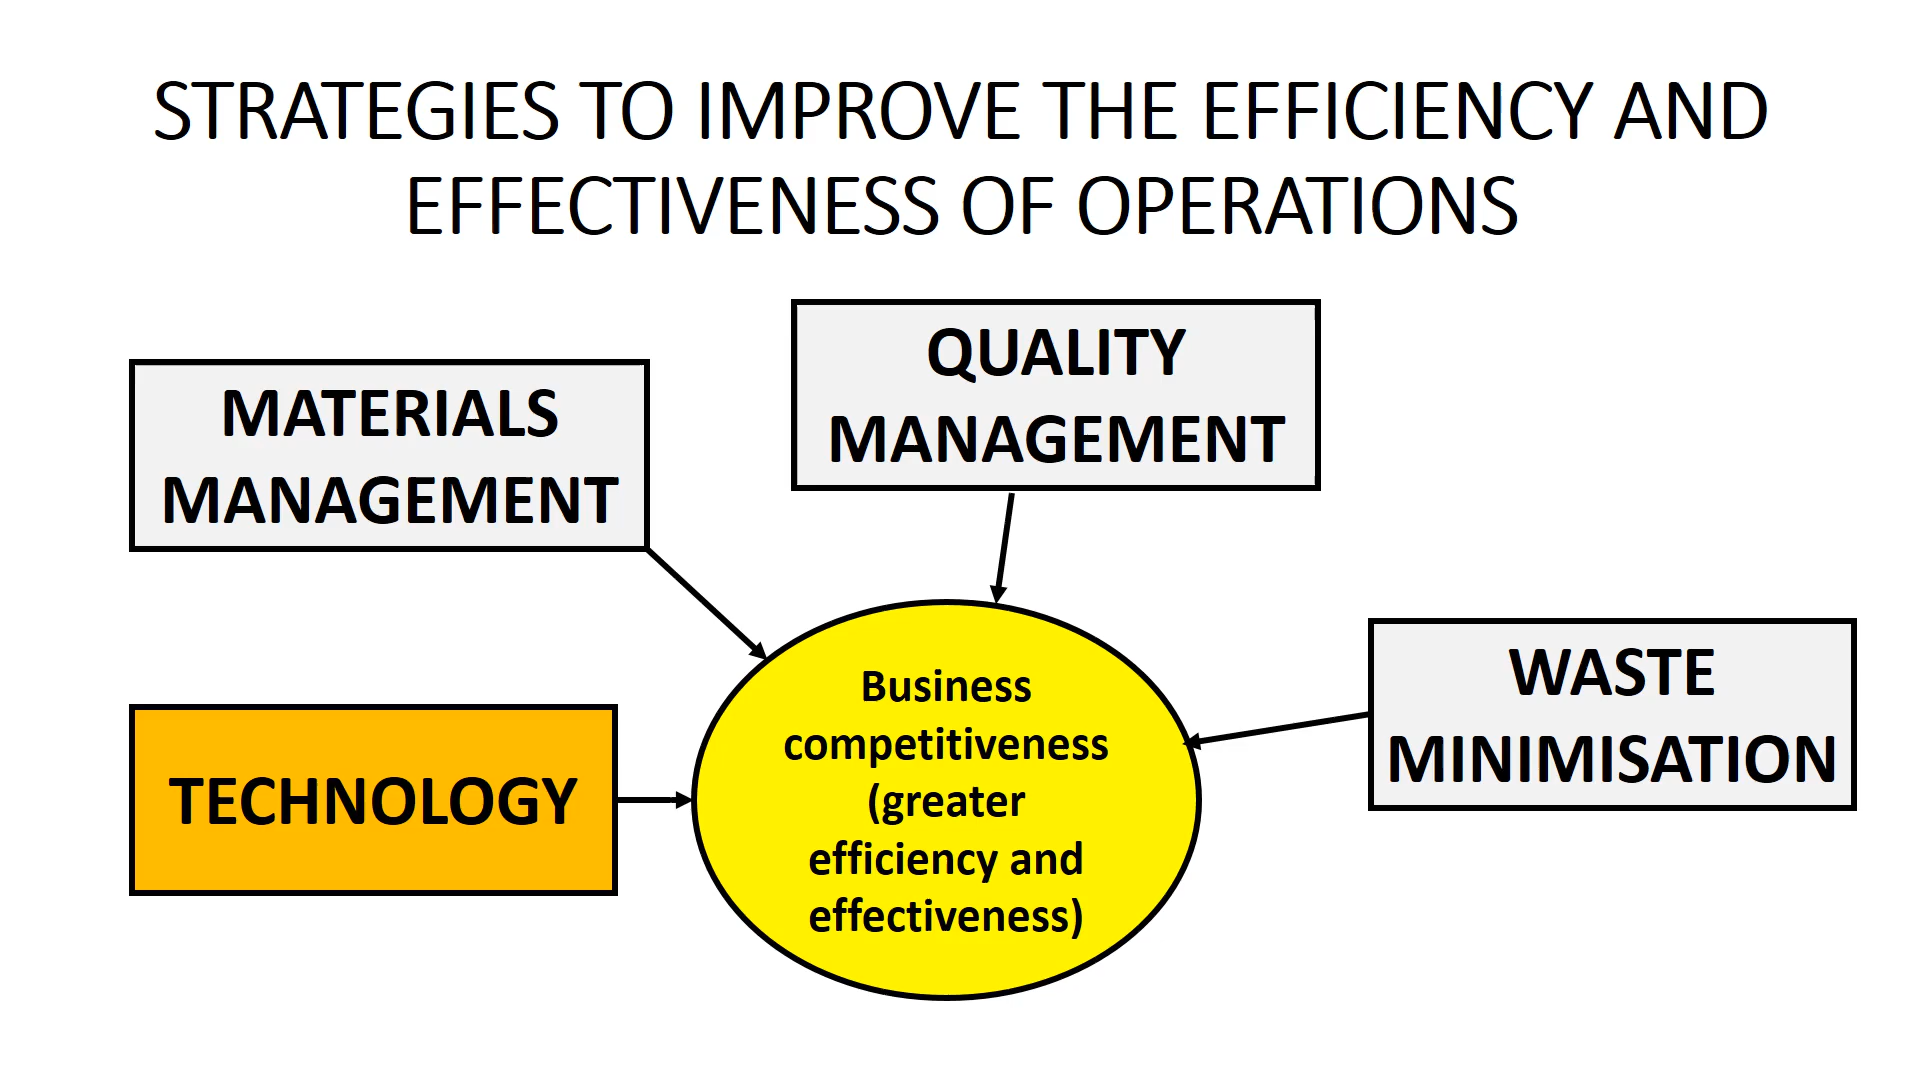 STRATEGIES TO IMPROVE THE EFFICIENCY AND
EFFECTIVENESS OF OPERATIONS
QUALITY
MANAGEMENT
MATERIALS
MANAGEMENT
WASTE
MINIMISATION
TECHNOLOGY
Business
competitiveness
(greater
efficiency and
effectiveness)